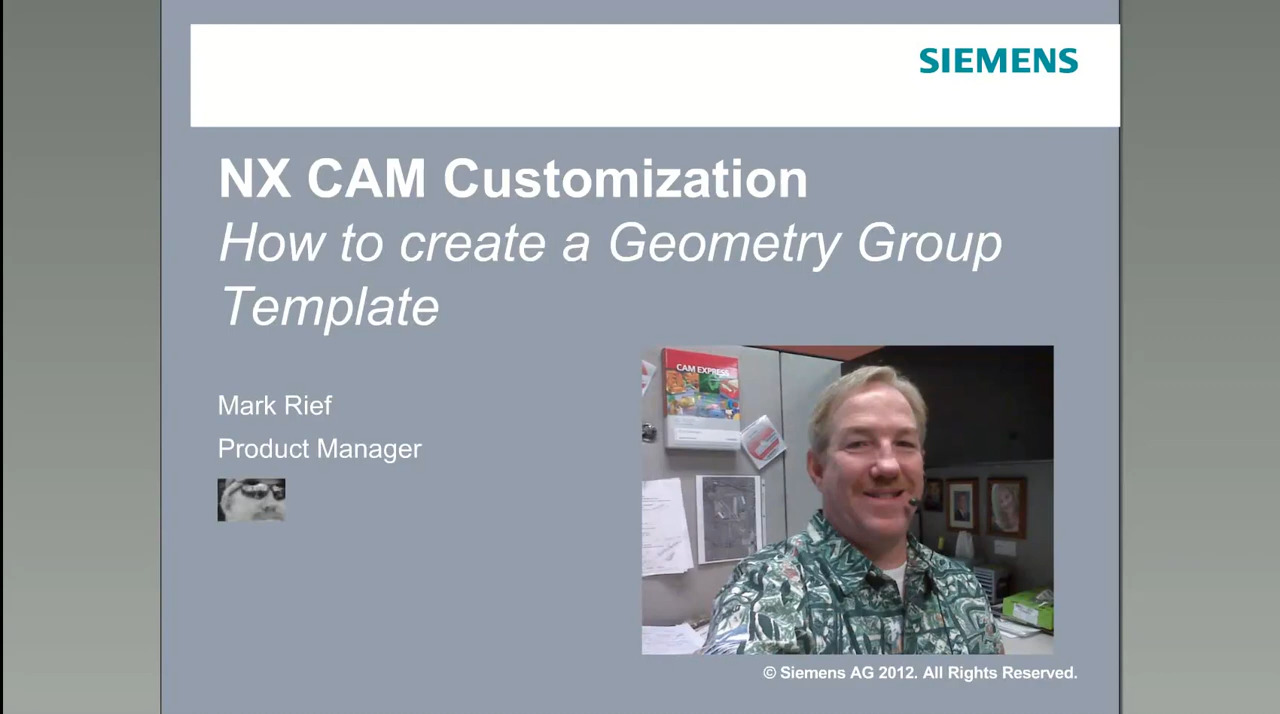 SIEMENS
NX CAM Customization
How to create a Geometry Group
Template
CAM EXPRESS
Mark Rief
Product Manager
© Siemens AG 2012. All Rights Reserved.